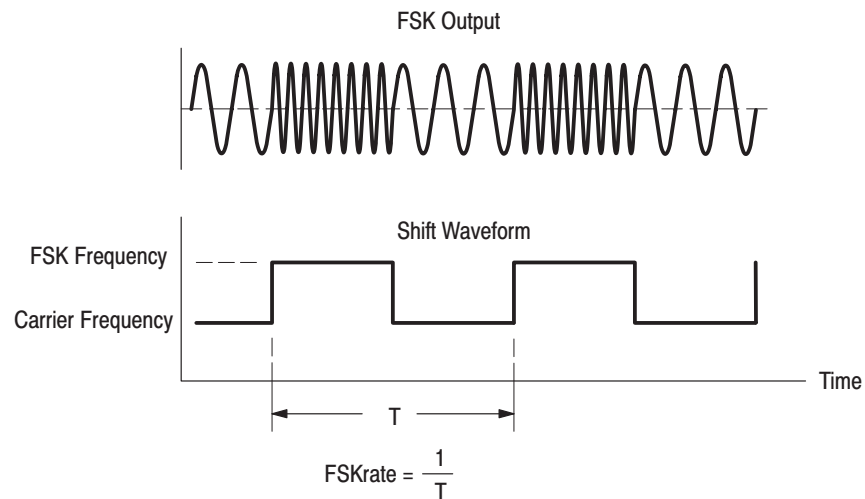 FSK Output
Shift Waveform
FSK Frequency
Carrier Frequency
Time
T
FSKrate = 1/T